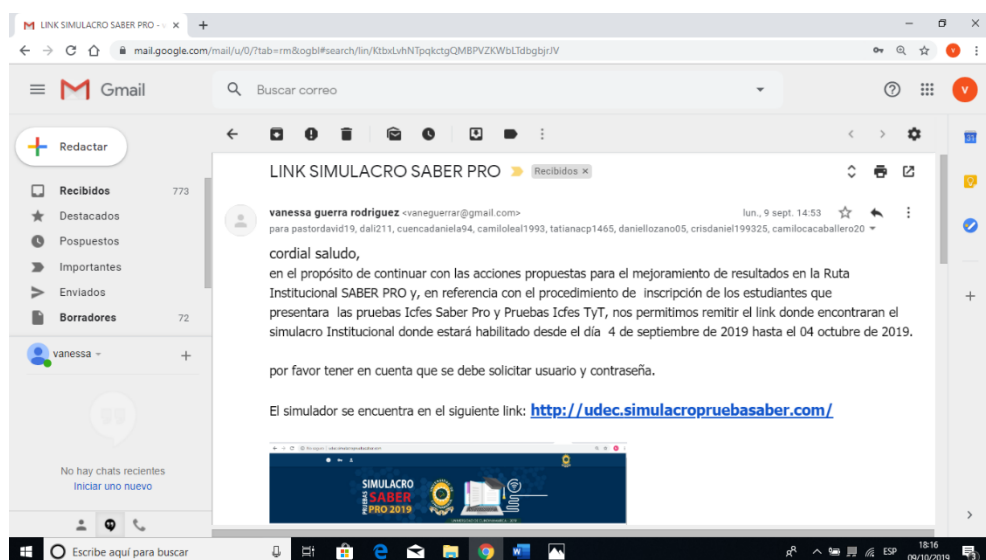 LINK SIMULACRO SABER PRO - v
mail.google.com/mail/u/0/?tab=rm&ogbl#search/lin/KtbxLvhNTpqkctgQMBPVZKWbLTdbgbjrJV
Gmail
Buscar correo
V
Redactar
Recibidos 773
Destacados
Pospuestos
Importantes
Enviados
Borradores 72
vanessa
No hay chats recientes
Iniciar uno nuevo
LINK SIMULACRO SABER PRO Recibidos x
vanessa guerra rodriguez <vaneguerrar@gmail.com> lun., 9 sept. 14:53
para pastordavid19, dali211, cuencadaniela94, camiloleal1993, tatianacp1465, daniellozano05, crisdaniel199325, camilocacaballero20
cordial saludo,
en el propósito de continuar con las acciones propuestas para el mejoramiento de resultados en la Ruta
Institucional SABER PRO y, en referencia con el procedimiento de inscripción de los estudiantes que
presentara las pruebas Icfes Saber Pro y Pruebas Icfes TyT, nos permitimos remitir el link donde encontraran el
simulacro Institucional donde estará habilitado desde el día 4 de septiembre de 2019 hasta el 04 octubre de 2019.
por favor tener en cuenta que se debe solicitar usuario y contraseña.
El simulador se encuentra en el siguiente link: http://udec.simulacropruebasaber.com/
SIMULACRO
PRUEBAS SABER
PRO 2019
31
Escribe aquí para buscar
ESP
18:16
09/10/2019